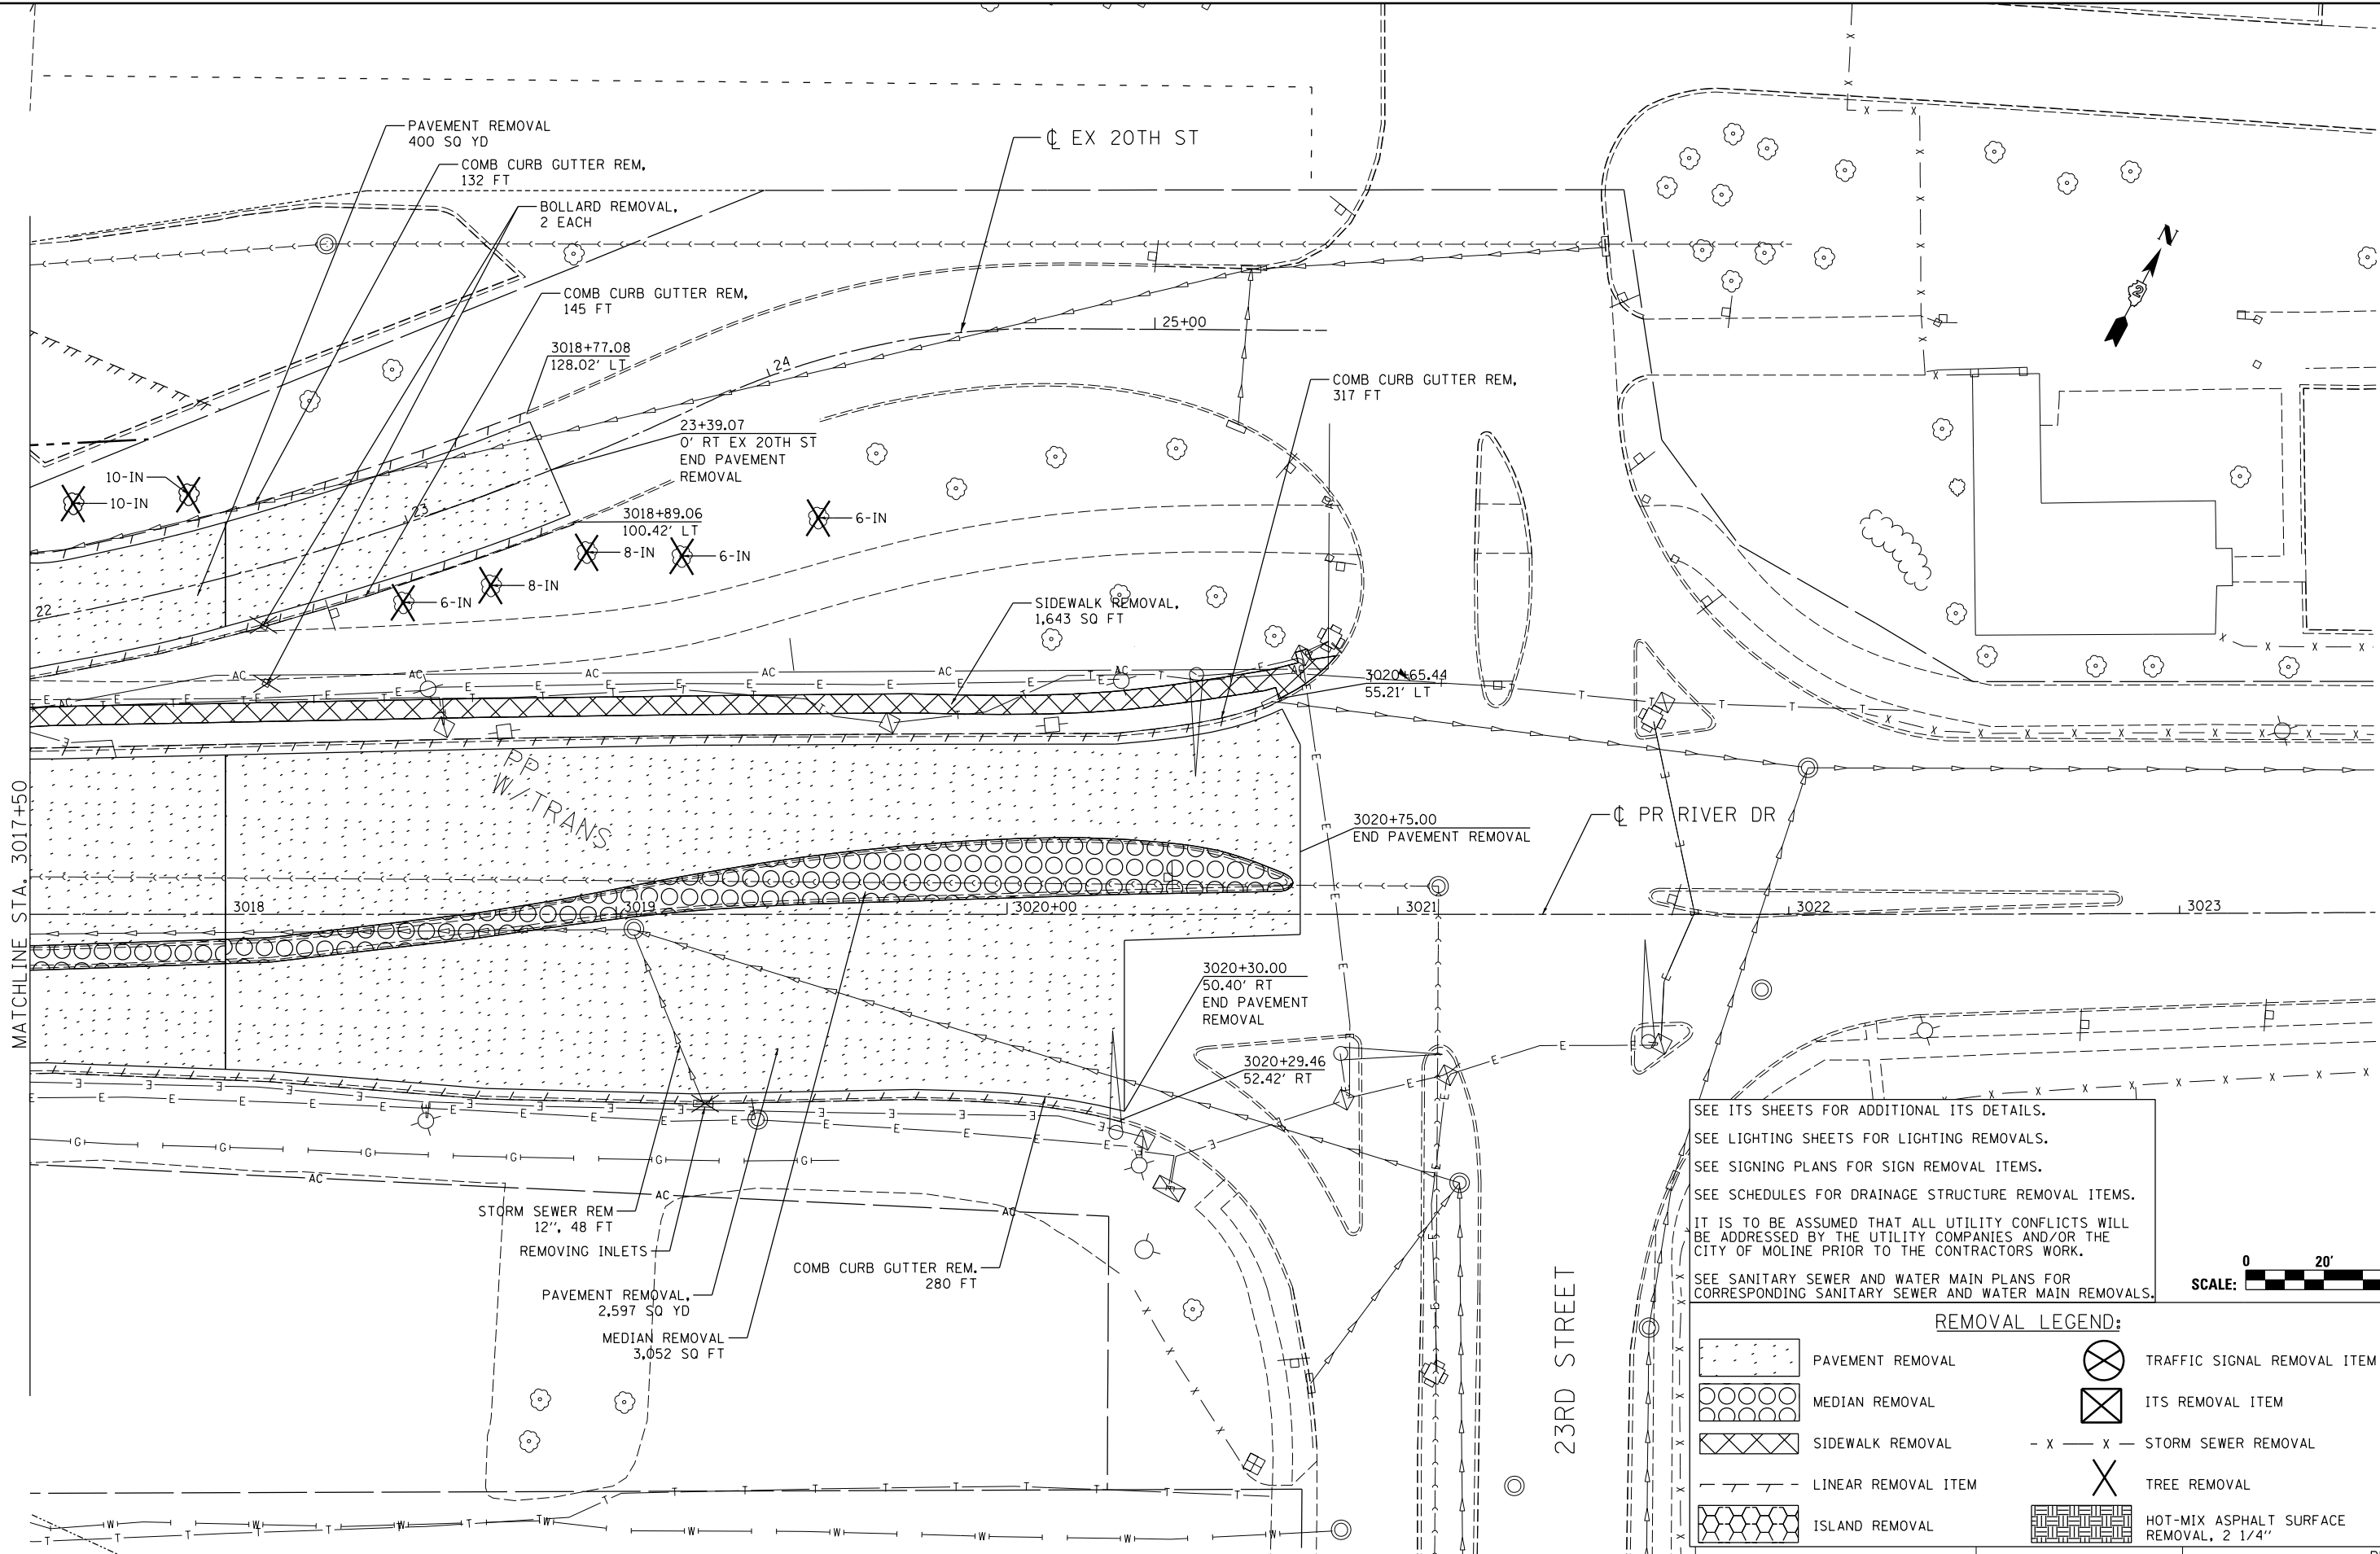 PAVEMENT REMOVAL
400 SQ YD
COMB CURB GUTTER REM,
132 FT
BOLLARD REMOVAL,
2 EACH
COMB CURB GUTTER REM,
145 FT
3018+77.08
128.02' LT
℄ EX 20TH ST
N
2
25+00
24
23
22
COMB CURB GUTTER REM,
317 FT
23+39.07
0' RT EX 20TH ST
END PAVEMENT
REMOVAL
10-IN
10-IN
3018+89.06
100.42' LT
6-IN
8-IN
6-IN
8-IN
6-IN
SIDEWALK REMOVAL,
1,643 SQ FT
3020+65.44
55.21' LT
PP
W/TRANS
MATCHLINE STA. 3017+50
3020+75.00
END PAVEMENT REMOVAL
℄ PR RIVER DR
3018
3019
3020+00
3021
3022
3023
3020+30.00
50.40' RT
END PAVEMENT
REMOVAL
3020+29.46
52.42' RT
STORM SEWER REM
12", 48 FT
REMOVING INLETS
PAVEMENT REMOVAL,
2,597 SQ YD
MEDIAN REMOVAL
3,052 SQ FT
COMB CURB GUTTER REM.
280 FT
23RD STREET
SEE ITS SHEETS FOR ADDITIONAL ITS DETAILS.
SEE LIGHTING SHEETS FOR LIGHTING REMOVALS.
SEE SIGNING PLANS FOR SIGN REMOVAL ITEMS.
SEE SCHEDULES FOR DRAINAGE STRUCTURE REMOVAL ITEMS.
IT IS TO BE ASSUMED THAT ALL UTILITY CONFLICTS WILL
BE ADDRESSED BY THE UTILITY COMPANIES AND/OR THE
CITY OF MOLINE PRIOR TO THE CONTRACTORS WORK.
SEE SANITARY SEWER AND WATER MAIN PLANS FOR
CORRESPONDING SANITARY SEWER AND WATER MAIN REMOVALS.
0 20'
SCALE:
REMOVAL LEGEND:
PAVEMENT REMOVAL
MEDIAN REMOVAL
SIDEWALK REMOVAL
LINEAR REMOVAL ITEM
ISLAND REMOVAL
TRAFFIC SIGNAL REMOVAL ITEM
ITS REMOVAL ITEM
- X — X — STORM SEWER REMOVAL
TREE REMOVAL
HOT-MIX ASPHALT SURFACE
REMOVAL, 2 1/4"